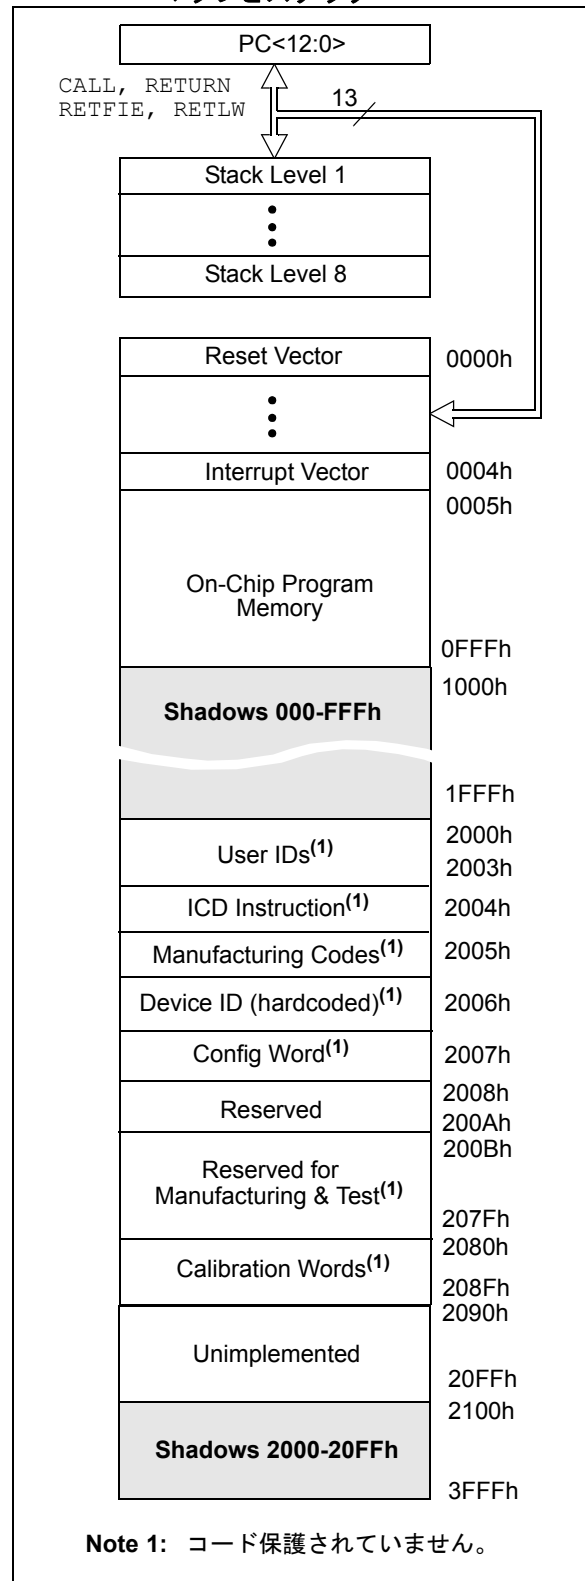 PC<12:0>
CALL, RETURN
RETFIE, RETLW
13
Stack Level 1
Stack Level 8
Reset Vector
0000h
Interrupt Vector
0004h
0005h
On-Chip Program
Memory
0FFFh
1000h
Shadows 000-FFFh
1FFFh
2000h
User IDs(1)
2003h
ICD Instruction(1)
2004h
Manufacturing Codes(1)
2005h
Device ID (hardcoded)(1)
2006h
Config Word(1)
2007h
2008h
Reserved
200Ah
200Bh
Reserved for
Manufacturing & Test(1)
207Fh
2080h
Calibration Words(1)
208Fh
2090h
Unimplemented
20FFh
2100h
Shadows 2000-20FFh
3FFFh
Note 1: コード保護されていません。